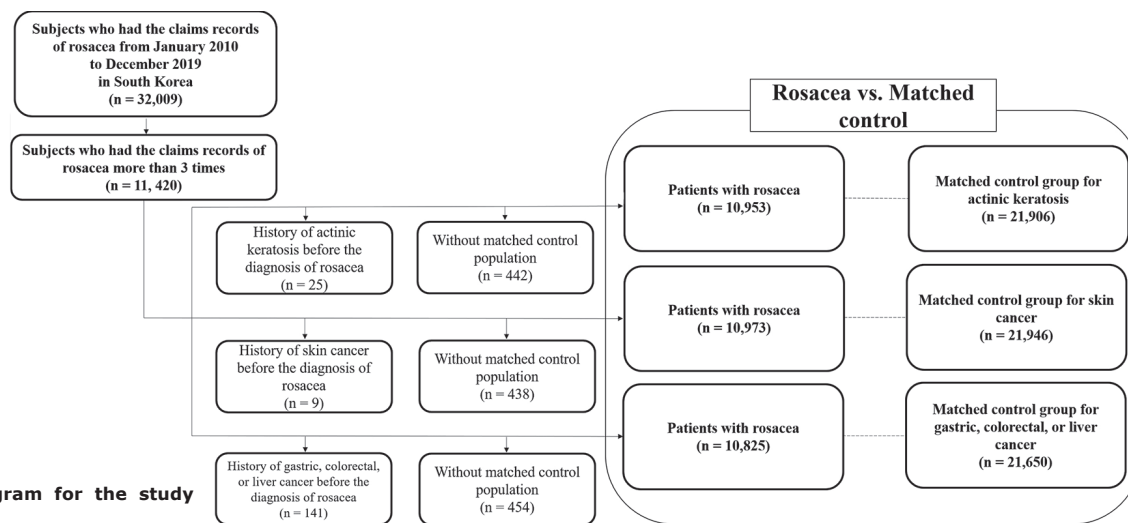 Subjects who had the claims records
of rosacea from January 2010
to December 2019
in South Korea
(n = 32,009)
Subjects who had the claims records of
rosacea more than 3 times
(n = 11, 420)
Rosacea vs. Matched
control
History of actinic
keratosis before the
diagnosis of rosacea
(n = 25)
Without matched control
population
(n = 442)
Patients with rosacea
(n = 10,953)
Matched control group for
actinic keratosis
(n = 21,906)
History of skin cancer
before the diagnosis of
rosacea
(n = 9)
Without matched control
population
(n = 438)
Patients with rosacea
(n = 10,973)
Matched control group for skin
cancer
(n = 21,946)
History of gastric, colorectal,
or liver cancer before the
diagnosis of rosacea
(n = 141)
Without matched control
population
(n = 454)
Patients with rosacea
(n = 10,825)
Matched control group for
gastric, colorectal, or liver
cancer
(n = 21,650)
gram for the study